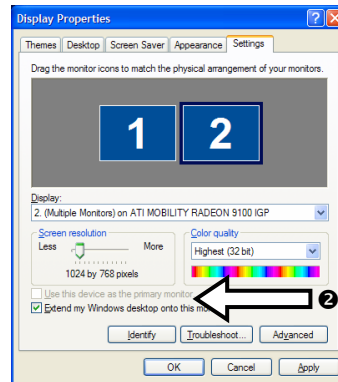 Display Properties
Themes Desktop Screen Saver Appearance Settings
Drag the monitor icons to match the physical arrangement of your monitors.
1 2
Display:
2. (Multiple Monitors) on ATI MOBILITY RADEON 9100 IGP
Screen resolution
Less More
1024 by 768 pixels
Color quality
Highest (32 bit)
Use this device as the primary monitor.
❷
Extend my Windows desktop onto this mo
Identify Troubleshoot... Advanced
OK Cancel Apply